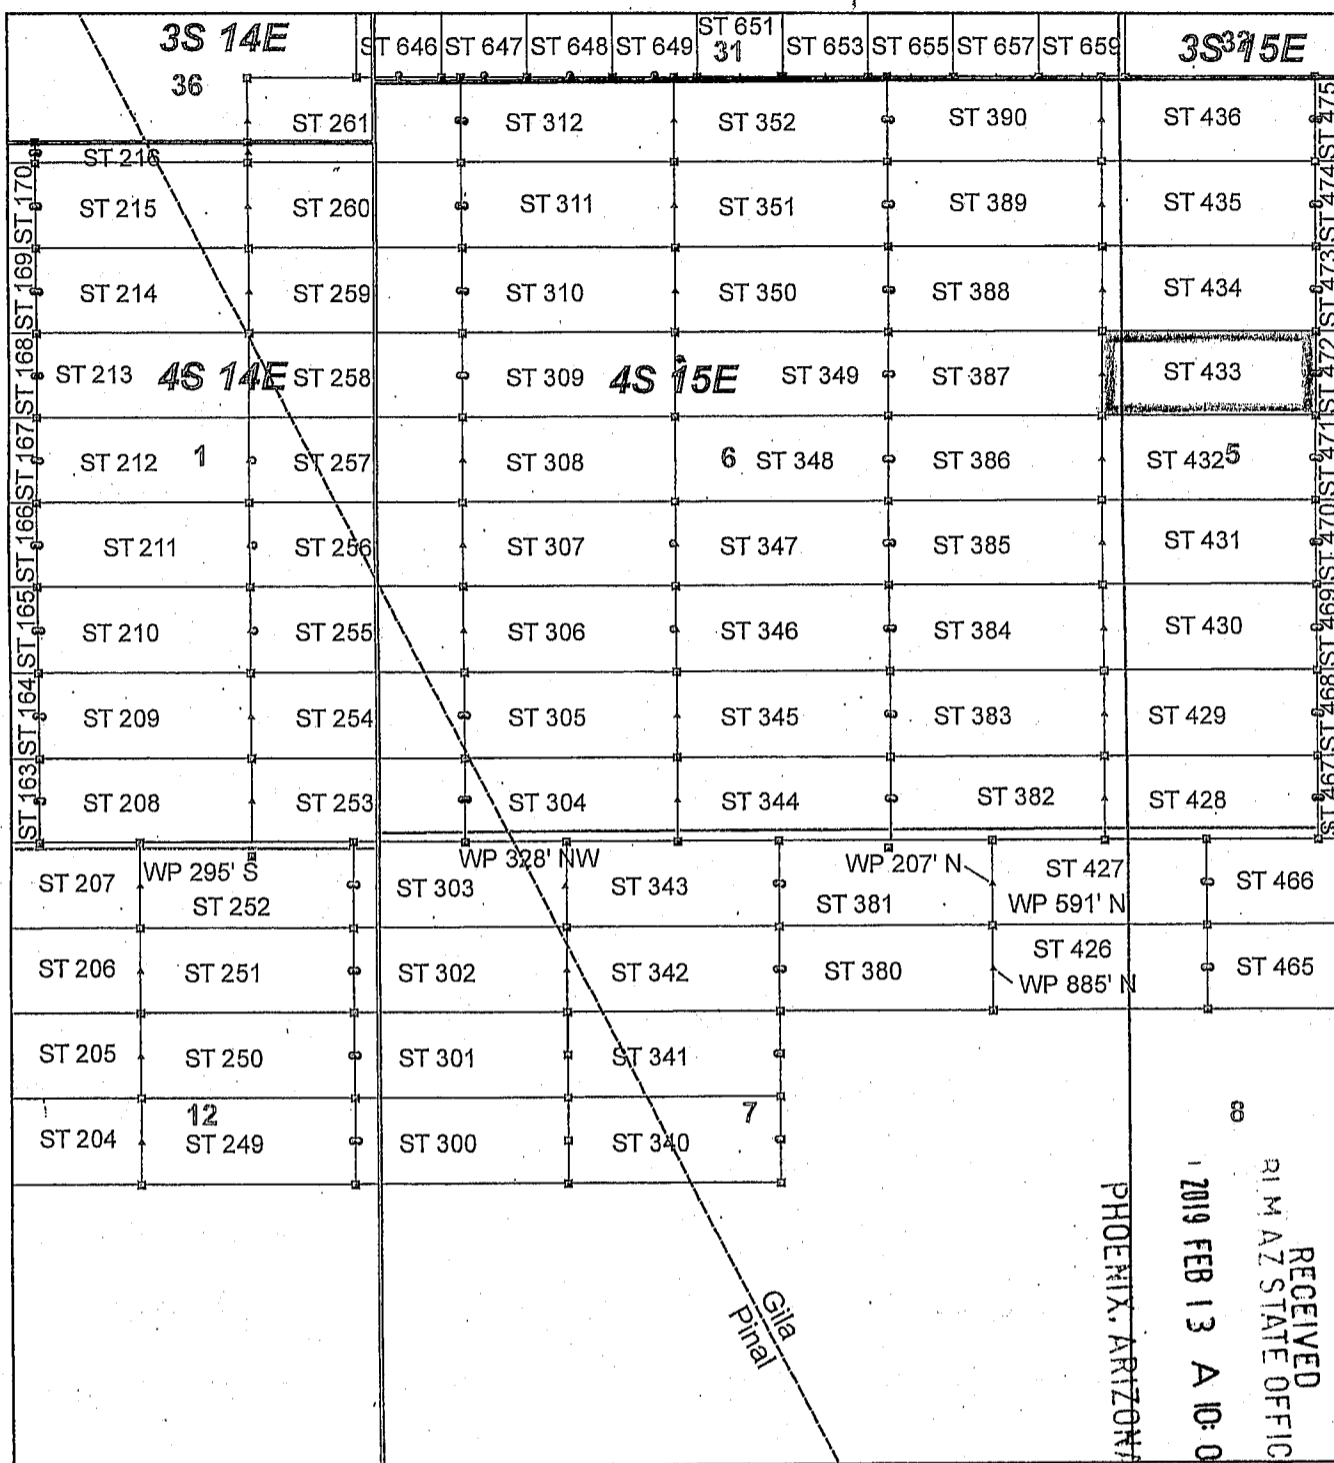 3S 14E
36
ST 646 ST 647 ST 648 ST 649 ST 651 31 ST 653 ST 655 ST 657 ST 659
3S 15E
32
ST 261 ST 312 ST 352 ST 390 ST 436 ST 475
ST 216
ST 170 ST 215 ST 260 ST 311 ST 351 ST 389 ST 435 ST 474
ST 169 ST 214 ST 259 ST 310 ST 350 ST 388 ST 434 ST 473
ST 168 ST 213 4S 14E ST 258 ST 309 4S 15E ST 349 ST 387 ST 433 ST 472
ST 167 ST 212 1 ST 257 ST 308 6 ST 348 ST 386 ST 432 5 ST 471
ST 166 ST 211 ST 256 ST 307 ST 347 ST 385 ST 431 ST 470
ST 165 ST 210 ST 255 ST 306 ST 346 ST 384 ST 430 ST 469
ST 164 ST 209 ST 254 ST 305 ST 345 ST 383 ST 429 ST 468
ST 163 ST 208 ST 253 ST 304 ST 344 ST 382 ST 428 ST 467
WP 295' S WP 328' NW WP 207' N ST 427
ST 207 ST 252 ST 303 ST 343 ST 381 WP 591' N ST 466
ST 426
ST 206 ST 251 ST 302 ST 342 ST 380 WP 885' N ST 465
ST 205 ST 250 ST 301 ST 341
12 7 8
ST 204 ST 249 ST 300 ST 340
Gila
Pinal
RECEIVED
BLM AZ STATE OFFIC
2019 FEB 13 A 10: 0
PHOENIX, ARIZONA